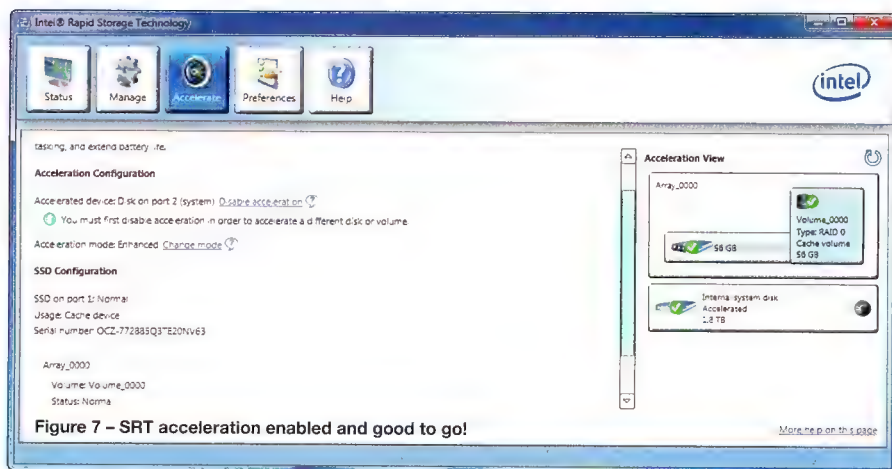 Intel® Rapid Storage Technology
Status
Manage
Accelerate
Preferences
Help
intel
tasking, and extend battery life.
Acceleration Configuration
Accelerated device: Disk on port 2 (system) Disable acceleration
You must first disable acceleration in order to accelerate a different disk or volume
Acceleration mode: Enhanced Change mode
SSD Configuration
SSD on port 1: Normal
Usage: Cache device
Serial number:
Array_0000
Volume: Volume_0000
Status: Normal
Acceleration View
Array_0000
56 GB
Volume_0000
Type: RAID 0
Cache volume
56 GB
Internal system disk
Accelerated
1.8 TB
More help on this page
Figure 7 – SRT acceleration enabled and good to go!